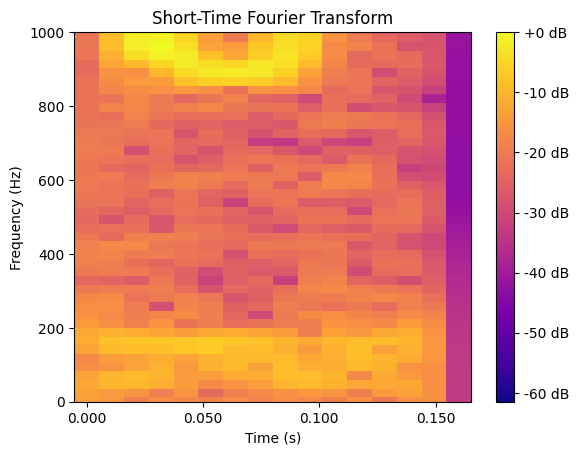 Short-Time Fourier Transform
1000
800
600
400
200
0
Frequency (Hz)
0.000
0.050
0.100
0.150
Time (s)
+0 dB
-10 dB
-20 dB
-30 dB
-40 dB
-50 dB
-60 dB